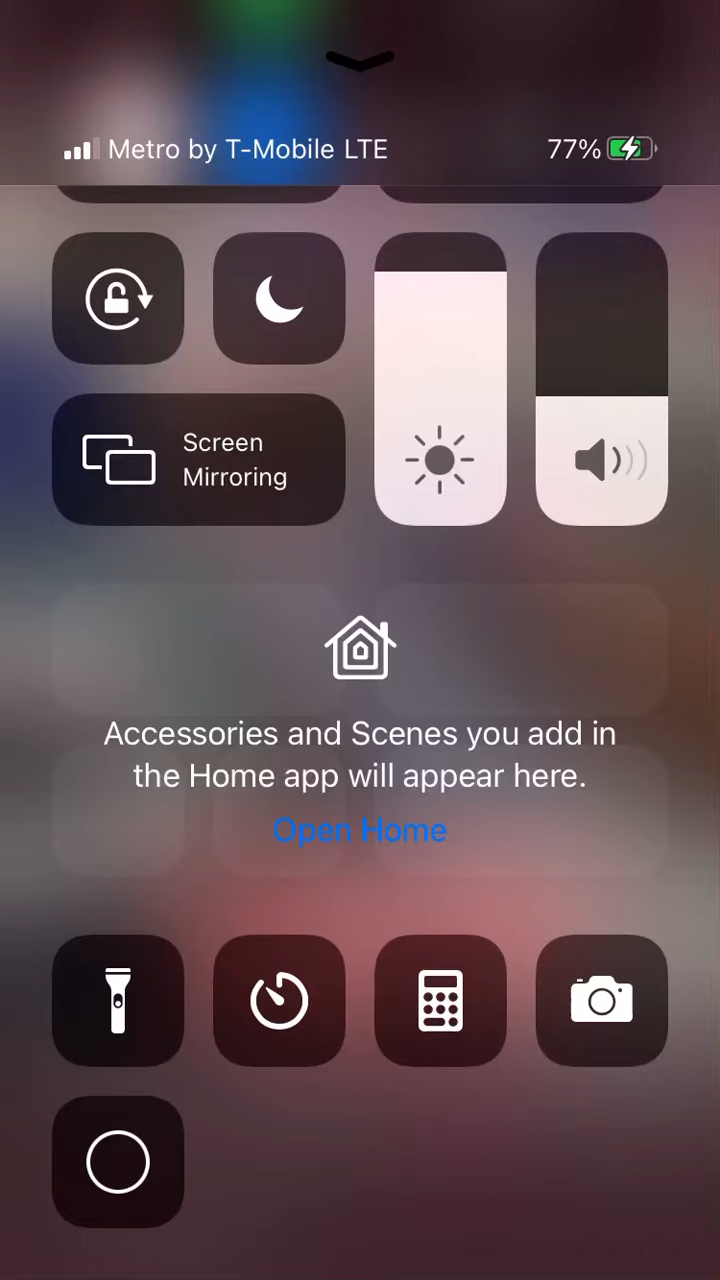 Metro by T-Mobile LTE 77%
Screen
Mirroring
Accessories and Scenes you add in
the Home app will appear here.
Open Home